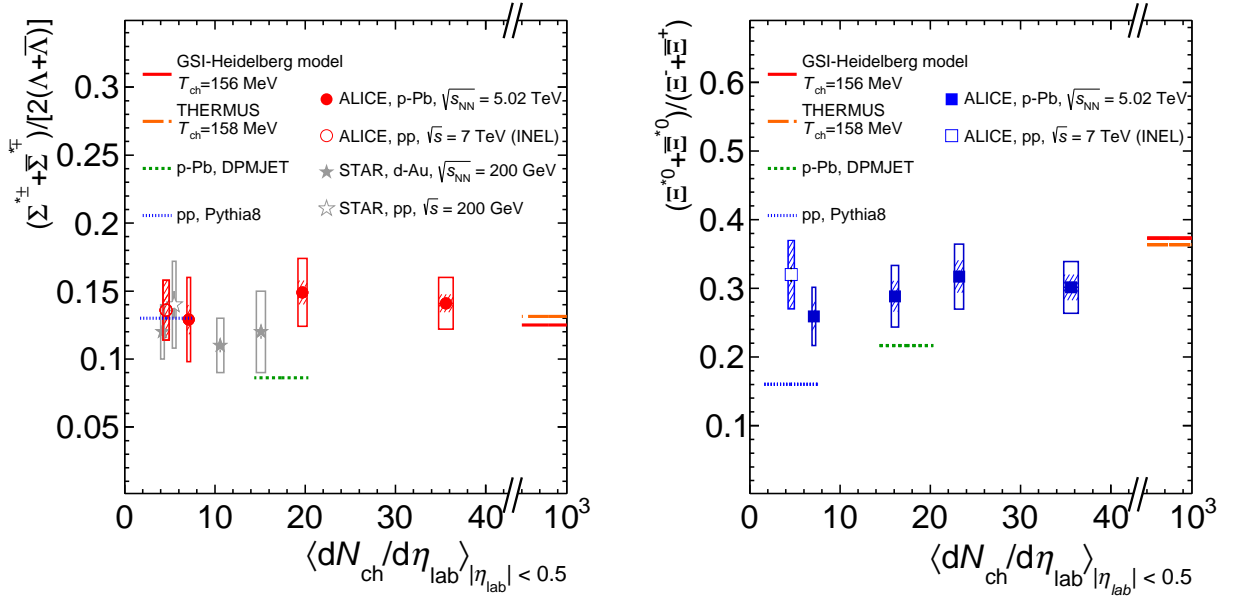 (Σ*± + Σ̅*∓)/[2(Λ+Λ̅)]
0.3
0.25
0.2
0.15
0.1
0.05
GSI-Heidelberg model
T_ch=156 MeV
THERMUS
T_ch=158 MeV
p-Pb, DPMJET
pp, Pythia8
ALICE, p-Pb, √s_NN = 5.02 TeV
ALICE, pp, √s = 7 TeV (INEL)
STAR, d-Au, √s_NN = 200 GeV
STAR, pp, √s = 200 GeV
0 10 20 30 40 10³
⟨dN_ch/dη_lab⟩_|η_lab| < 0.5
(Ξ*0 + Ξ̅*0)/(Ξ⁻ + Ξ̅⁺)
0.6
0.5
0.4
0.3
0.2
0.1
GSI-Heidelberg model
T_ch=156 MeV
THERMUS
T_ch=158 MeV
p-Pb, DPMJET
pp, Pythia8
ALICE, p-Pb, √s_NN = 5.02 TeV
ALICE, pp, √s = 7 TeV (INEL)
0 10 20 30 40 10³
⟨dN_ch/dη_lab⟩_|η_lab| < 0.5